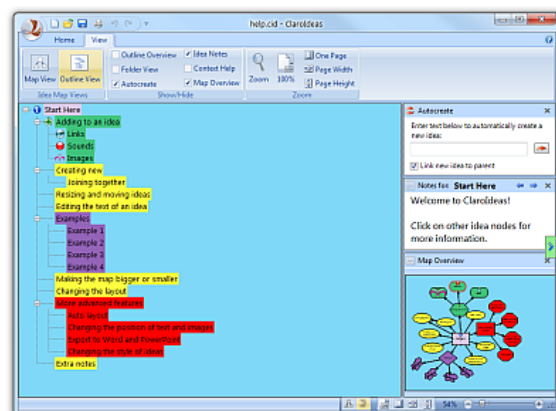 help.cid - ClaroIdeas
Home View
Outline Overview Idea Notes One Page
Folder View Context Help Page Width
Map View Outline View Autocreate Map Overview Zoom 100% Page Height
Idea Map Views Show/Hide Zoom
Start Here
Adding to an idea
Links
Sounds
Images
Creating new
Joining together
Resizing and moving ideas
Editing the text of an idea
Examples
Example 1
Example 2
Example 3
Example 4
Making the map bigger or smaller
Changing the layout
More advanced features
Auto layout
Changing the position of text and images
Export to Word and PowerPoint
Changing the style of ideas
Extra notes
Autocreate
Enter text below to automatically create a
new idea:
Link new idea to parent
Notes for Start Here
Welcome to ClaroIdeas!
Click on other idea nodes for
more information.
Map Overview
54%